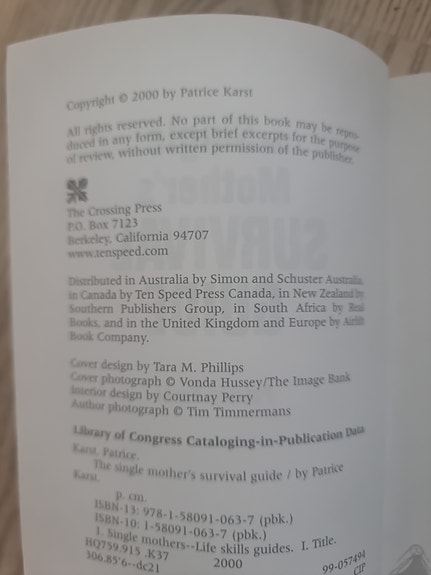 Copyright © 2000 by Patrice Karst
All rights reserved. No part of this book may be repro-
duced in any form, except brief excerpts for the purpose
of review, without written permission of the publisher.
The Crossing Press
P.O. Box 7123
Berkeley, California 94707
www.tenspeed.com
Distributed in Australia by Simon and Schuster Australia,
in Canada by Ten Speed Press Canada, in New Zealand by
Southern Publishers Group, in South Africa by Real
Books, and in the United Kingdom and Europe by Airlift
Book Company.
Cover design by Tara M. Phillips
Cover photograph © Vonda Hussey/The Image Bank
Interior design by Courtnay Perry
Author photograph © Tim Timmermans
Library of Congress Cataloging-in-Publication Data
Karst, Patrice.
The single mother's survival guide / by Patrice
Karst.
p. cm.
ISBN-13: 978-1-58091-063-7 (pbk.)
ISBN-10: 1-58091-063-7 (pbk.)
1. Single mothers--Life skills guides. I. Title.
HQ759.915 .K37 2000
306.85'6--dc21 99-057494
CIP